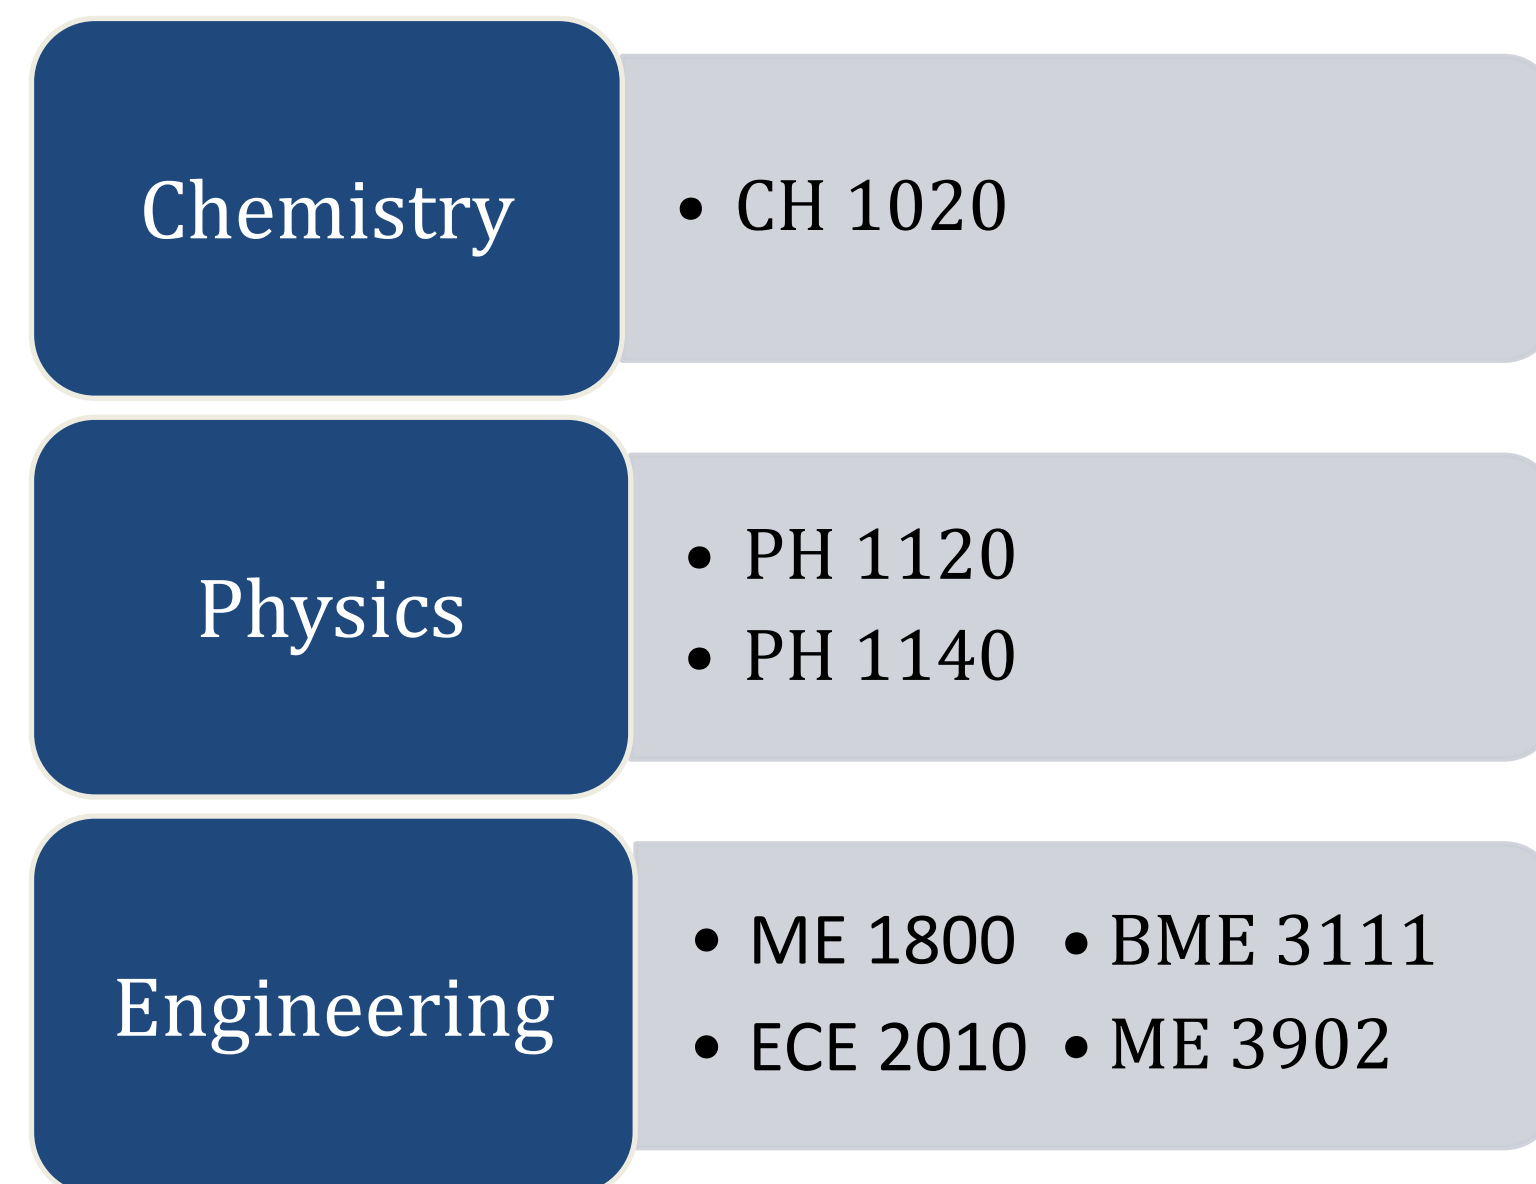 Chemistry
• CH 1020
Physics
• PH 1120
• PH 1140
Engineering
• ME 1800 • BME 3111
• ECE 2010 • ME 3902